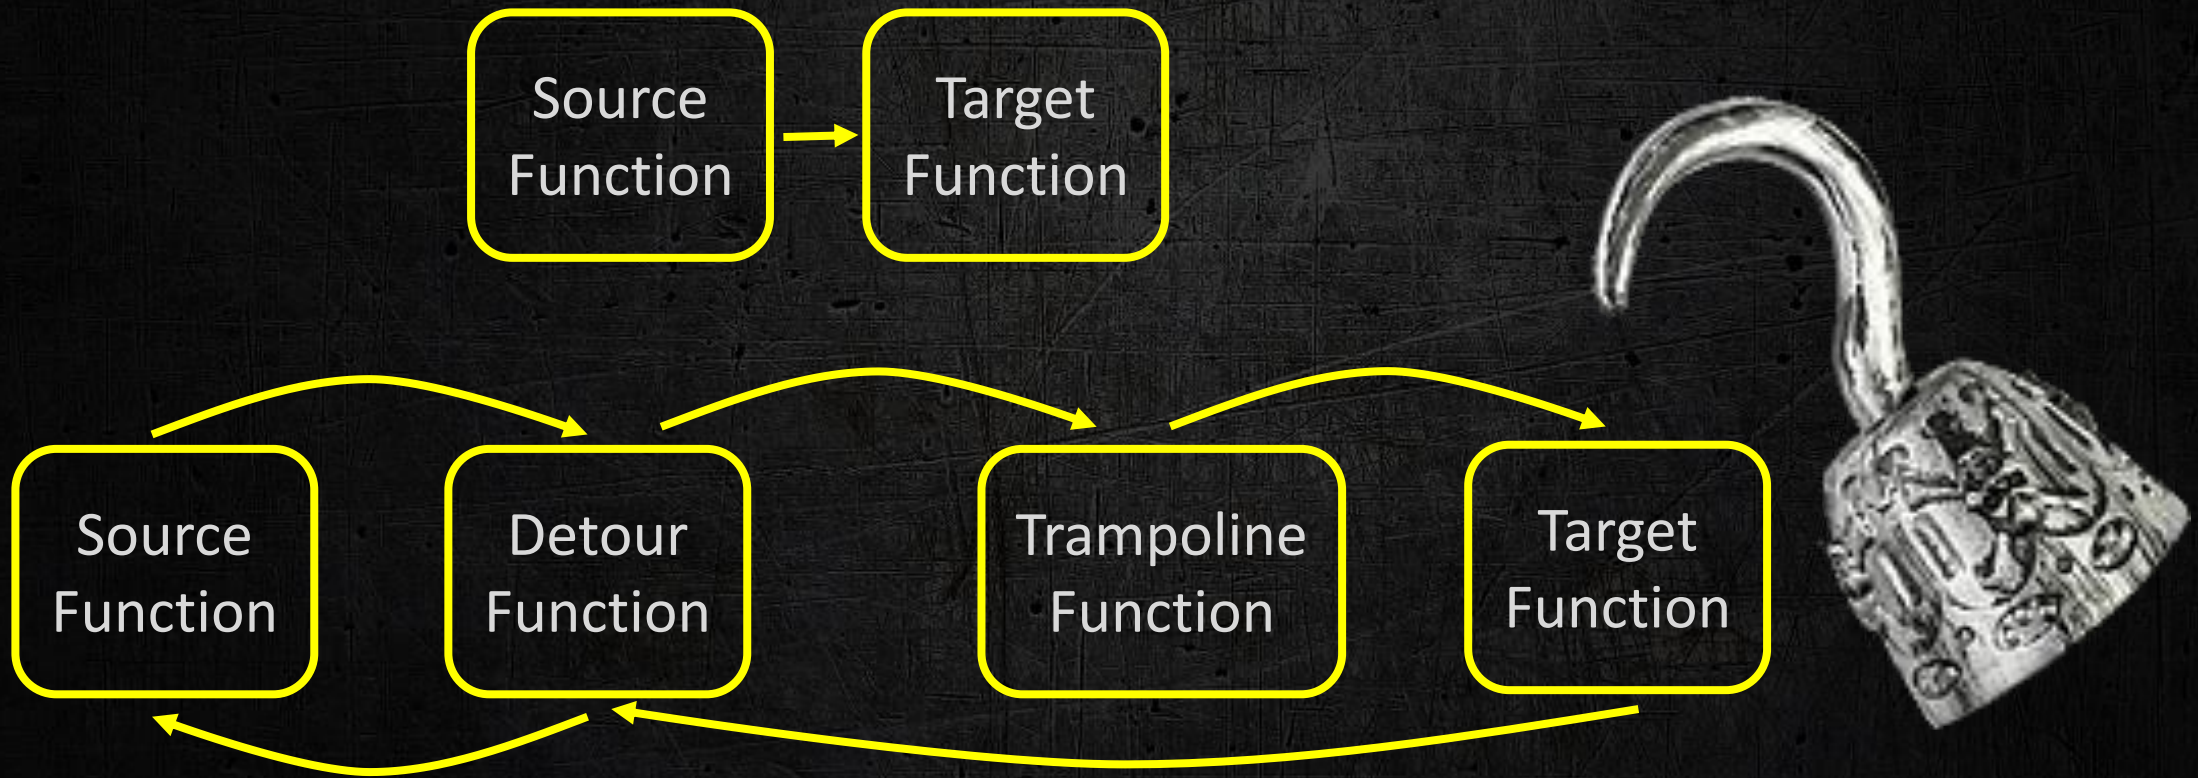 Source
Function
Target
Function
Source
Function
Detour
Function
Trampoline
Function
Target
Function